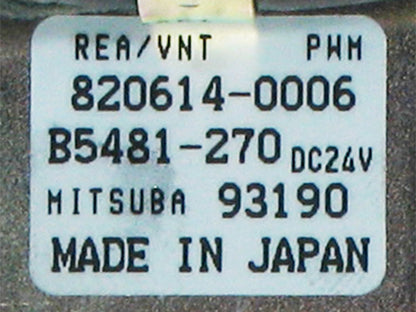 REA/VNT PWM
820614-0006
B5481-270 DC24V
MITSUBA 93190
MADE IN JAPAN